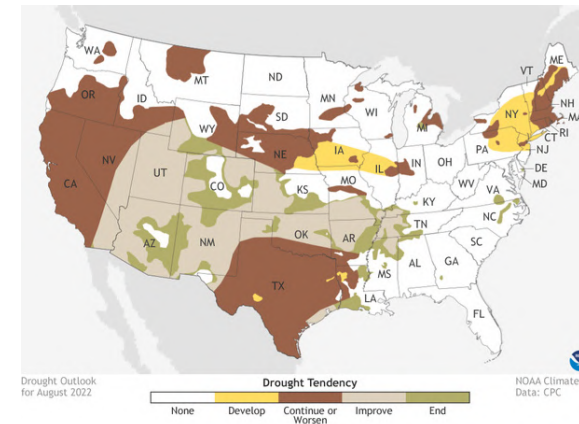 WA
MT
ND
MN
VT
ME
OR
ID
WY
SD
WI
MI
NY
NH
MA
RI
CT
NV
UT
CO
NE
IA
IL
IN
OH
PA
NJ
DE
MD
CA
KS
MO
WV
VA
KY
AZ
NM
OK
AR
TN
NC
SC
TX
LA
MS
AL
GA
FL
Drought Outlook
for August 2022
Drought Tendency
None
Develop
Continue or
Worsen
Improve
End
NOAA Climate
Data: CPC